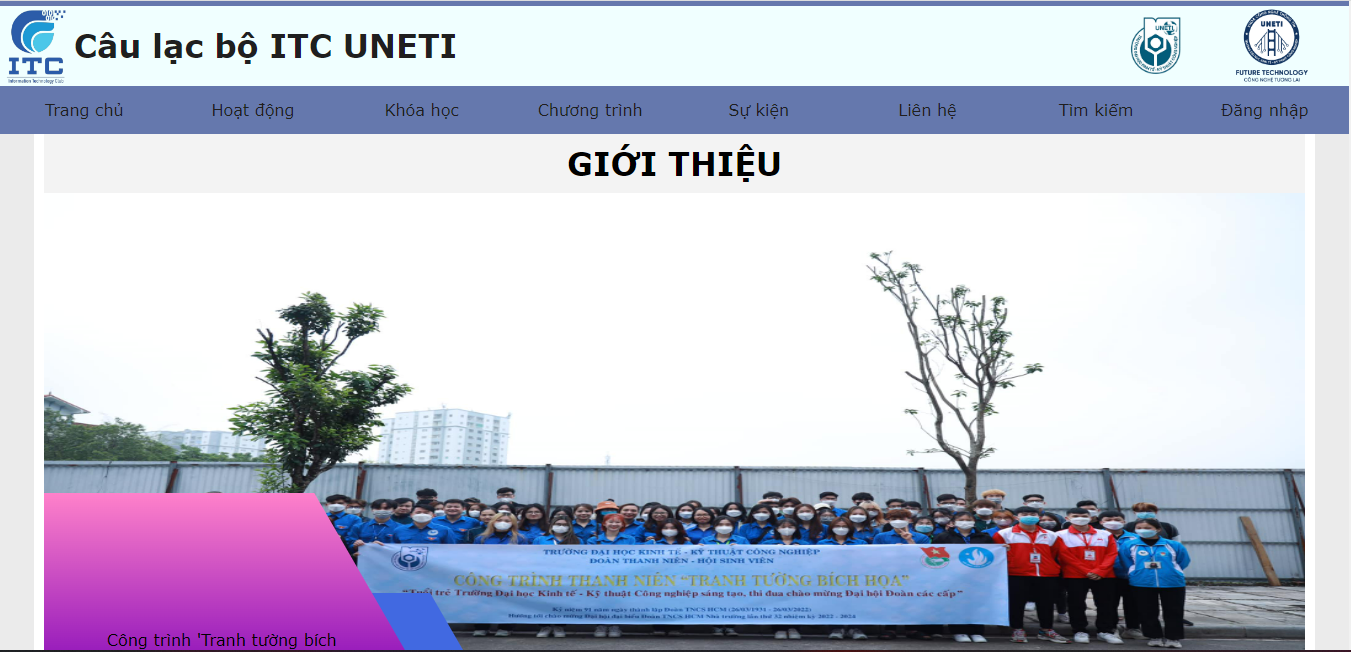 ITC
Information Technology Club
Câu lạc bộ ITC UNETI
UNETI
UNETI
FUTURE TECHNOLOGY
CÔNG NGHỆ TƯƠNG LAI
Trang chủ Hoạt động Khóa học Chương trình Sự kiện Liên hệ Tìm kiếm Đăng nhập
GIỚI THIỆU
TRƯỜNG ĐẠI HỌC KINH TẾ - KỸ THUẬT CÔNG NGHIỆP
ĐOÀN THANH NIÊN - HỘI SINH VIÊN
CÔNG TRÌNH THANH NIÊN "TRANH TƯỜNG BÍCH HỌA"
"Tuổi trẻ Trường Đại học Kinh tế - Kỹ thuật Công nghiệp sáng tạo, thi đua chào mừng Đại hội Đoàn các cấp"
Kỷ niệm 91 năm ngày thành lập Đoàn TNCS HCM (26/03/1931 - 26/03/2022)
Hướng tới chào mừng Đại hội đại biểu Đoàn TNCS HCM Nhà trường lần thứ 32 nhiệm kỳ 2022 - 2024
Công trình 'Tranh tường bích